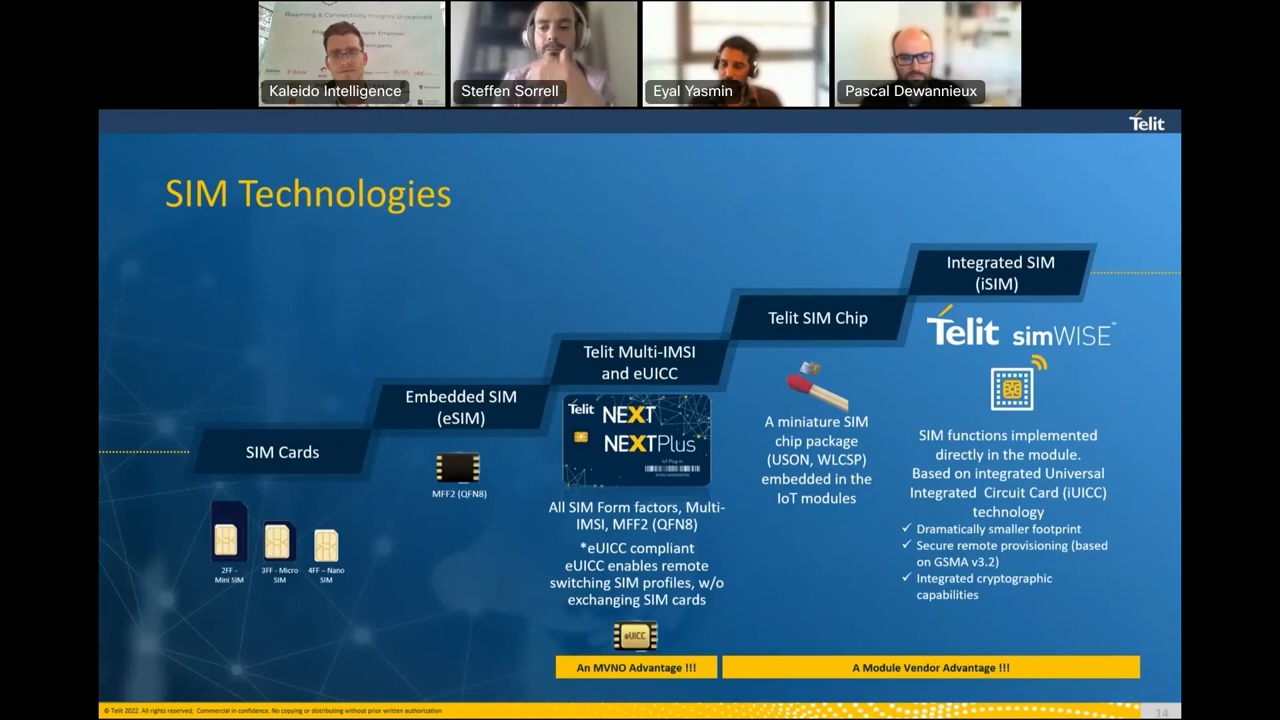 Roaming & Connectivity Insights Unwavered
Kaleido Intelligence
Steffen Sorrell
Eyal Yasmin
Pascal Dewannieux
Telit
SIM Technologies
Integrated SIM
(iSIM)
Telit SIM Chip
Telit simWISE™
Telit Multi-IMSI
and eUICC
Embedded SIM
(eSIM)
SIM Cards
Telit NEXT
NEXTPlus
MFF2 (QFN8)
2FF -
Mini SIM
3FF - Micro
SIM
4FF – Nano
SIM
All SIM Form factors, Multi-
IMSI, MFF2 (QFN8)
*eUICC compliant
eUICC enables remote
switching SIM profiles, w/o
exchanging SIM cards
eUICC
A miniature SIM
chip package
(USON, WLCSP)
embedded in the
IoT modules
SIM functions implemented
directly in the module.
Based on integrated Universal
Integrated Circuit Card (iUICC)
technology
✓ Dramatically smaller footprint
✓ Secure remote provisioning (based
on GSMA v3.2)
✓ Integrated cryptographic
capabilities
An MVNO Advantage !!!
A Module Vendor Advantage !!!
© Telit 2022. All rights reserved, Commercial in confidence. No copying or distributing without prior written authorization
14